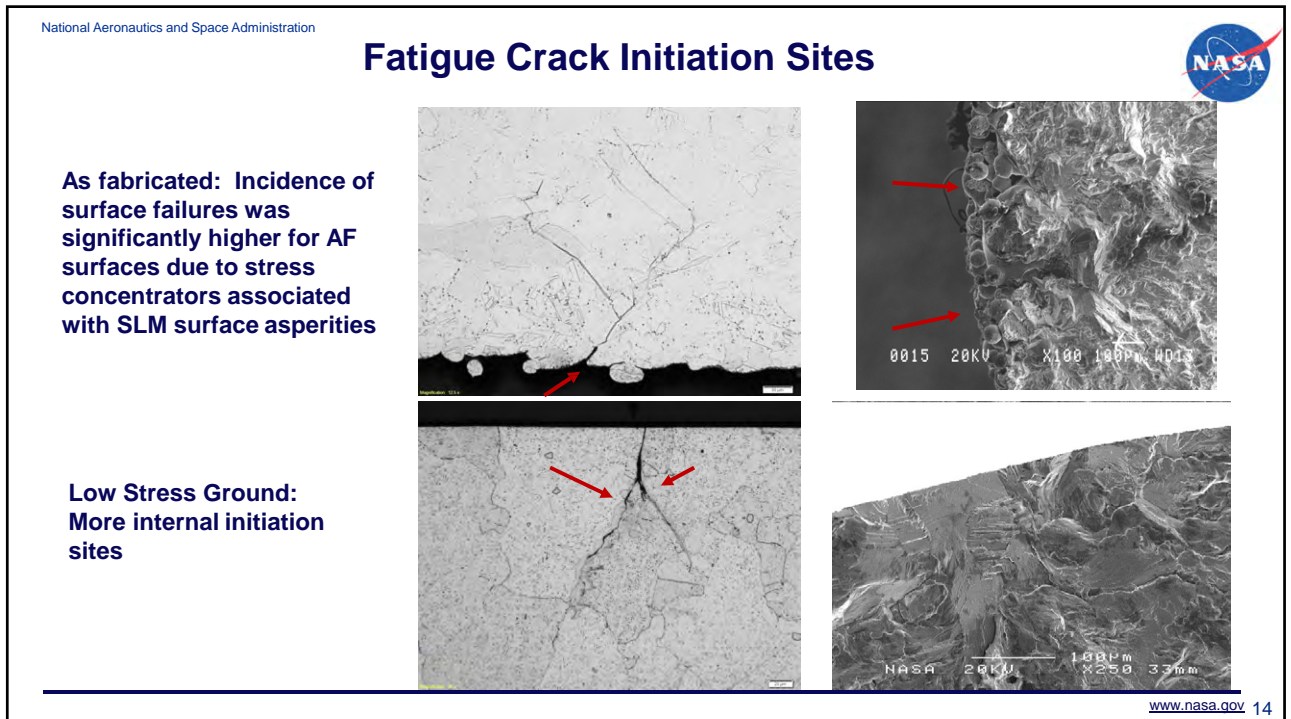 National Aeronautics and Space Administration
Fatigue Crack Initiation Sites
NASA
As fabricated: Incidence of
surface failures was
significantly higher for AF
surfaces due to stress
concentrators associated
with SLM surface asperities
0015 20KV X100 100µm WD13
Low Stress Ground:
More internal initiation
sites
100µm
NASA 20KV X250 33mm
www.nasa.gov 14